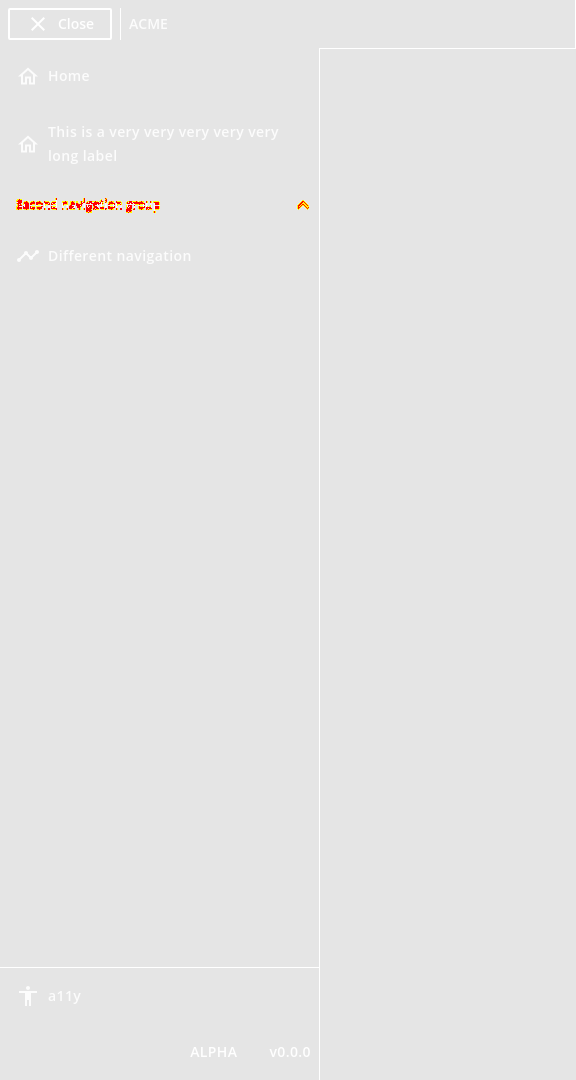 Close ACME
Home
This is a very very very very very
long label
Second navigation group
Different navigation
a11y
ALPHA v0.0.0